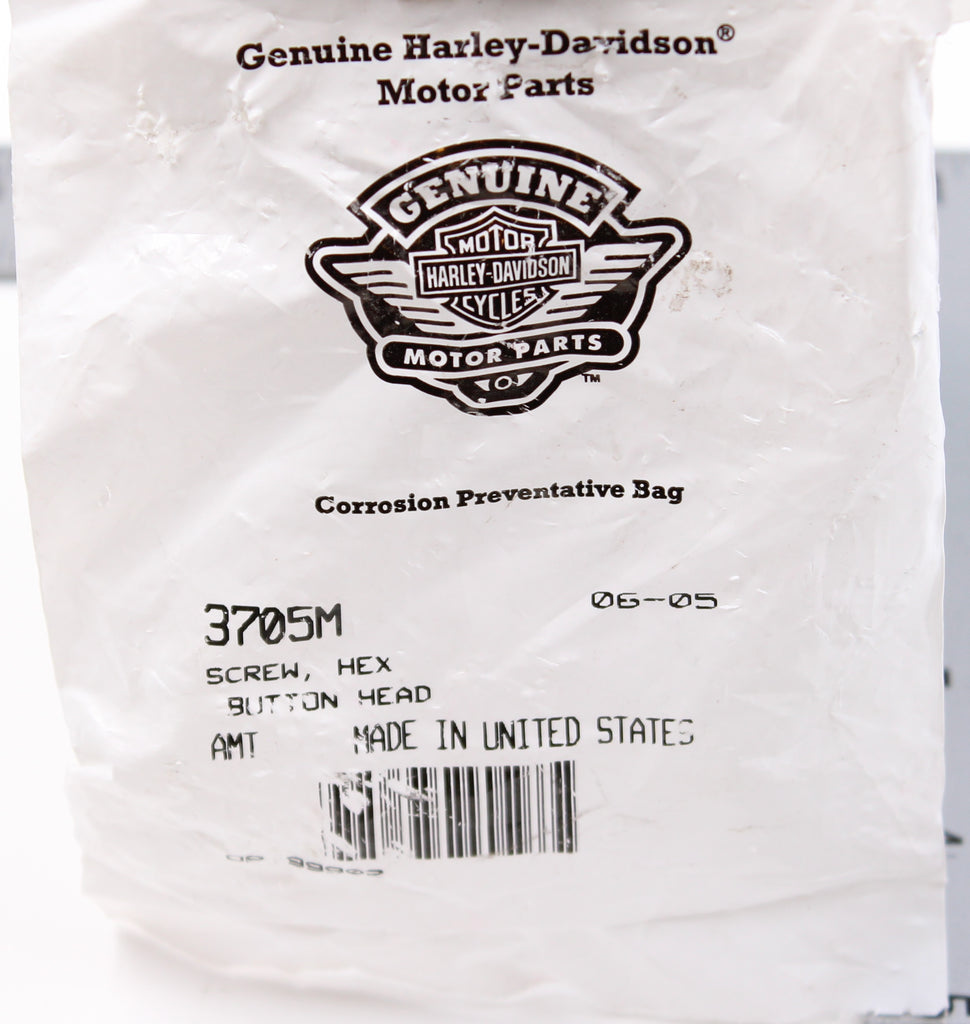 Genuine Harley-Davidson®
Motor Parts
GENUINE
MOTOR
HARLEY-DAVIDSON
CYCLES
MOTOR PARTS
TM
Corrosion Preventative Bag
3705M 06-05
SCREW, HEX
BUTTON HEAD
AMT MADE IN UNITED STATES